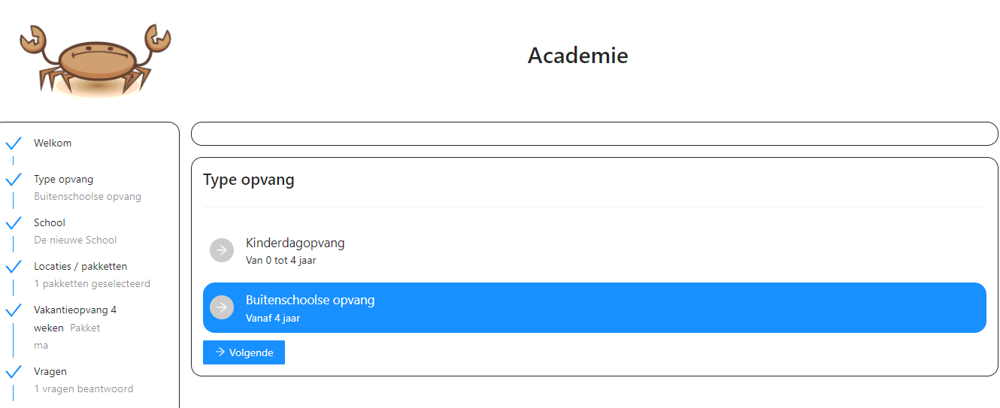 Academie
Welkom
Type opvang
Buitenschoolse opvang
School
De nieuwe School
Locaties / pakketten
1 pakketten geselecteerd
Vakantieopvang 4
weken Pakket
ma
Vragen
1 vragen beantwoord
Type opvang
Kinderdagopvang
Van 0 tot 4 jaar
Buitenschoolse opvang
Vanaf 4 jaar
Volgende